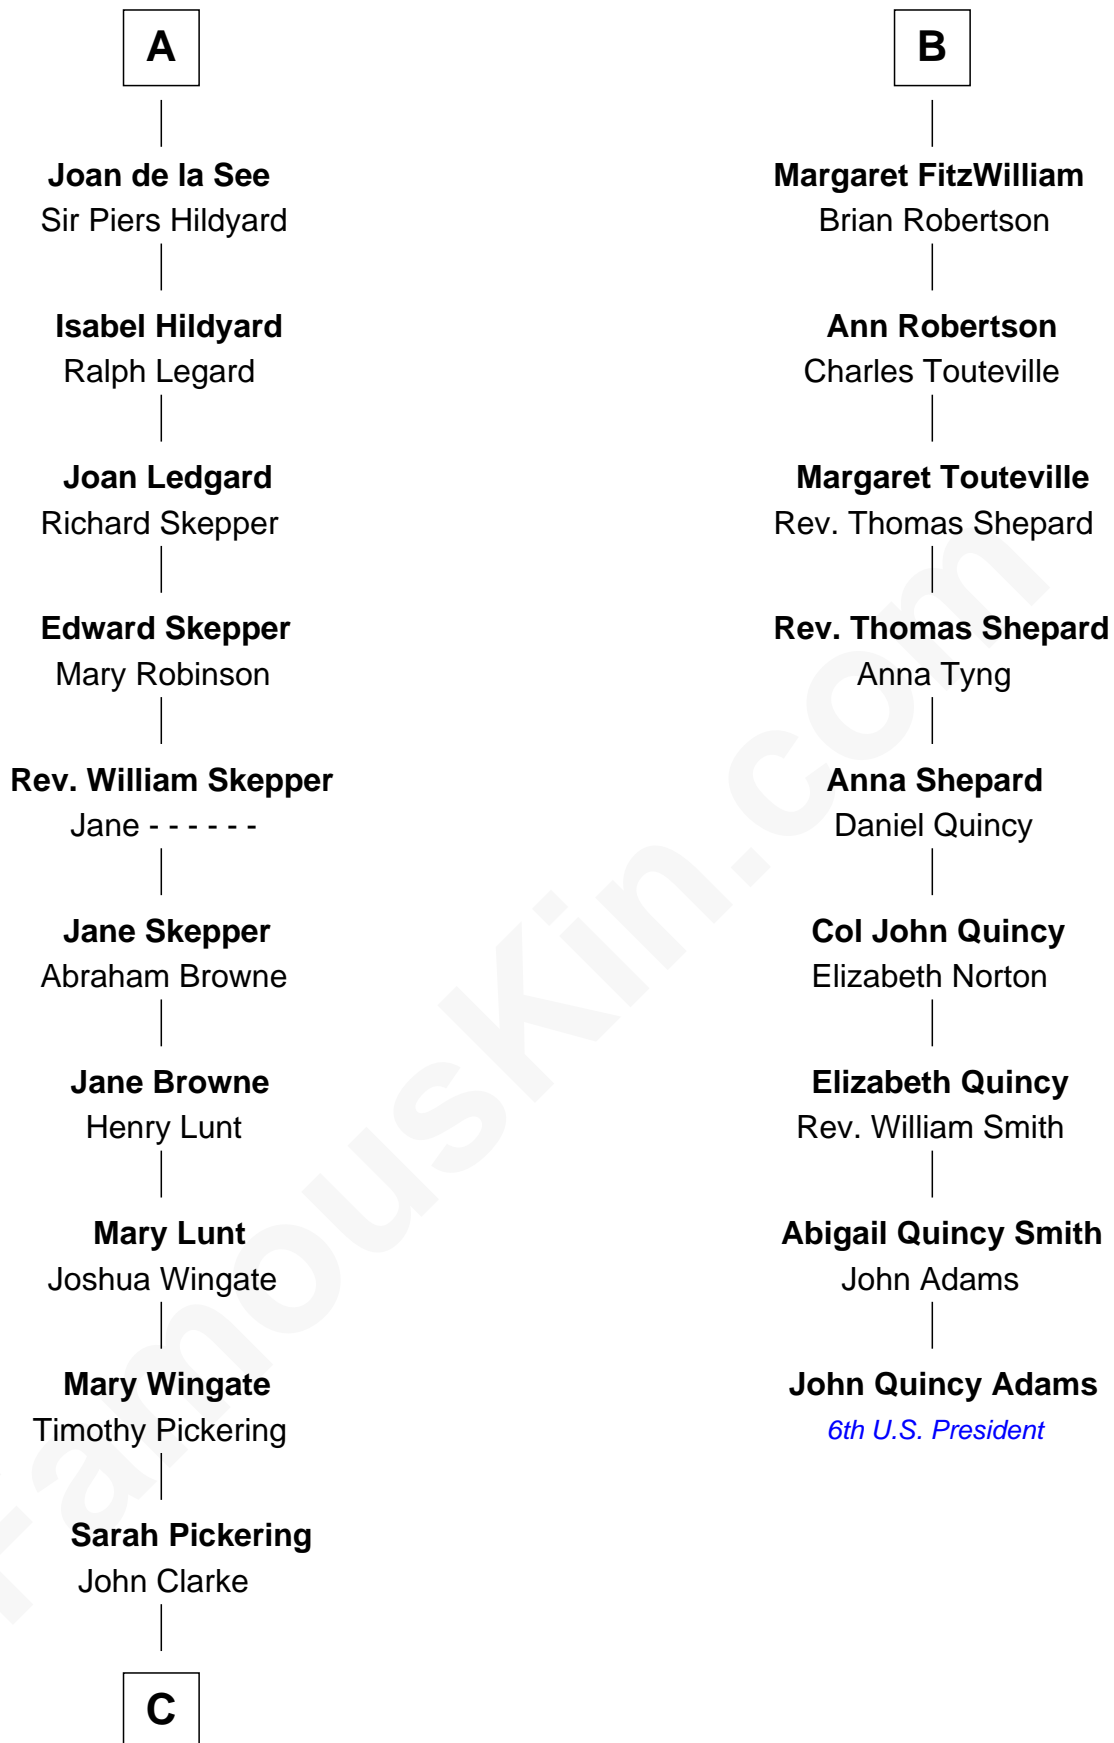 A
Joan de la See
Sir Piers Hildyard
Isabel Hildyard
Ralph Legard
Joan Ledgard
Richard Skepper
Edward Skepper
Mary Robinson
Rev. William Skepper
Jane - - - - - -
Jane Skepper
Abraham Browne
Jane Browne
Henry Lunt
Mary Lunt
Joshua Wingate
Mary Wingate
Timothy Pickering
Sarah Pickering
John Clarke
C
B
Margaret FitzWilliam
Brian Robertson
Ann Robertson
Charles Touteville
Margaret Touteville
Rev. Thomas Shepard
Rev. Thomas Shepard
Anna Tyng
Anna Shepard
Daniel Quincy
Col John Quincy
Elizabeth Norton
Elizabeth Quincy
Rev. William Smith
Abigail Quincy Smith
John Adams
John Quincy Adams
6th U.S. President
FamousKin.com